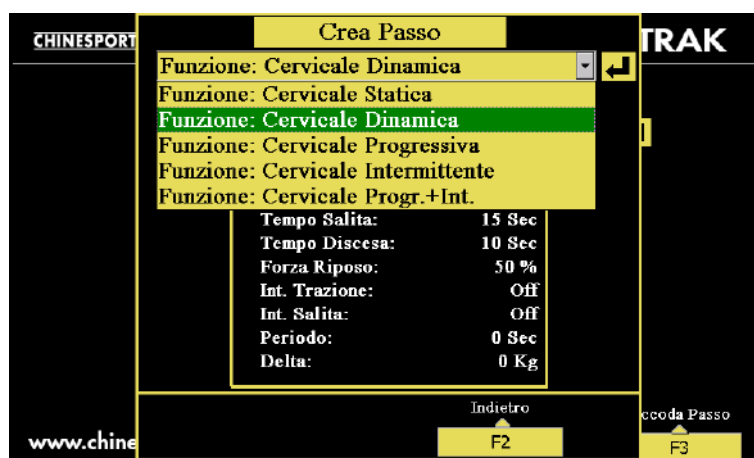 CHINESPORT
Crea Passo
TRAK
Funzione: Cervicale Dinamica
Funzione: Cervicale Statica
Funzione: Cervicale Dinamica
Funzione: Cervicale Progressiva
Funzione: Cervicale Intermittente
Funzione: Cervicale Progr.+Int.
Tempo Salita: 15 Sec
Tempo Discesa: 10 Sec
Forza Riposo: 50 %
Int. Trazione: Off
Int. Salita: Off
Periodo: 0 Sec
Delta: 0 Kg
Indietro
ccoda Passo
www.chine
F2
F3